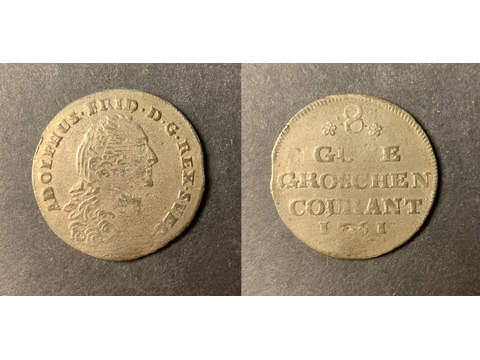 ADOLPHUS.FRID.D.G.REX.SVE.
*8*
GROSCHEN
COURANT